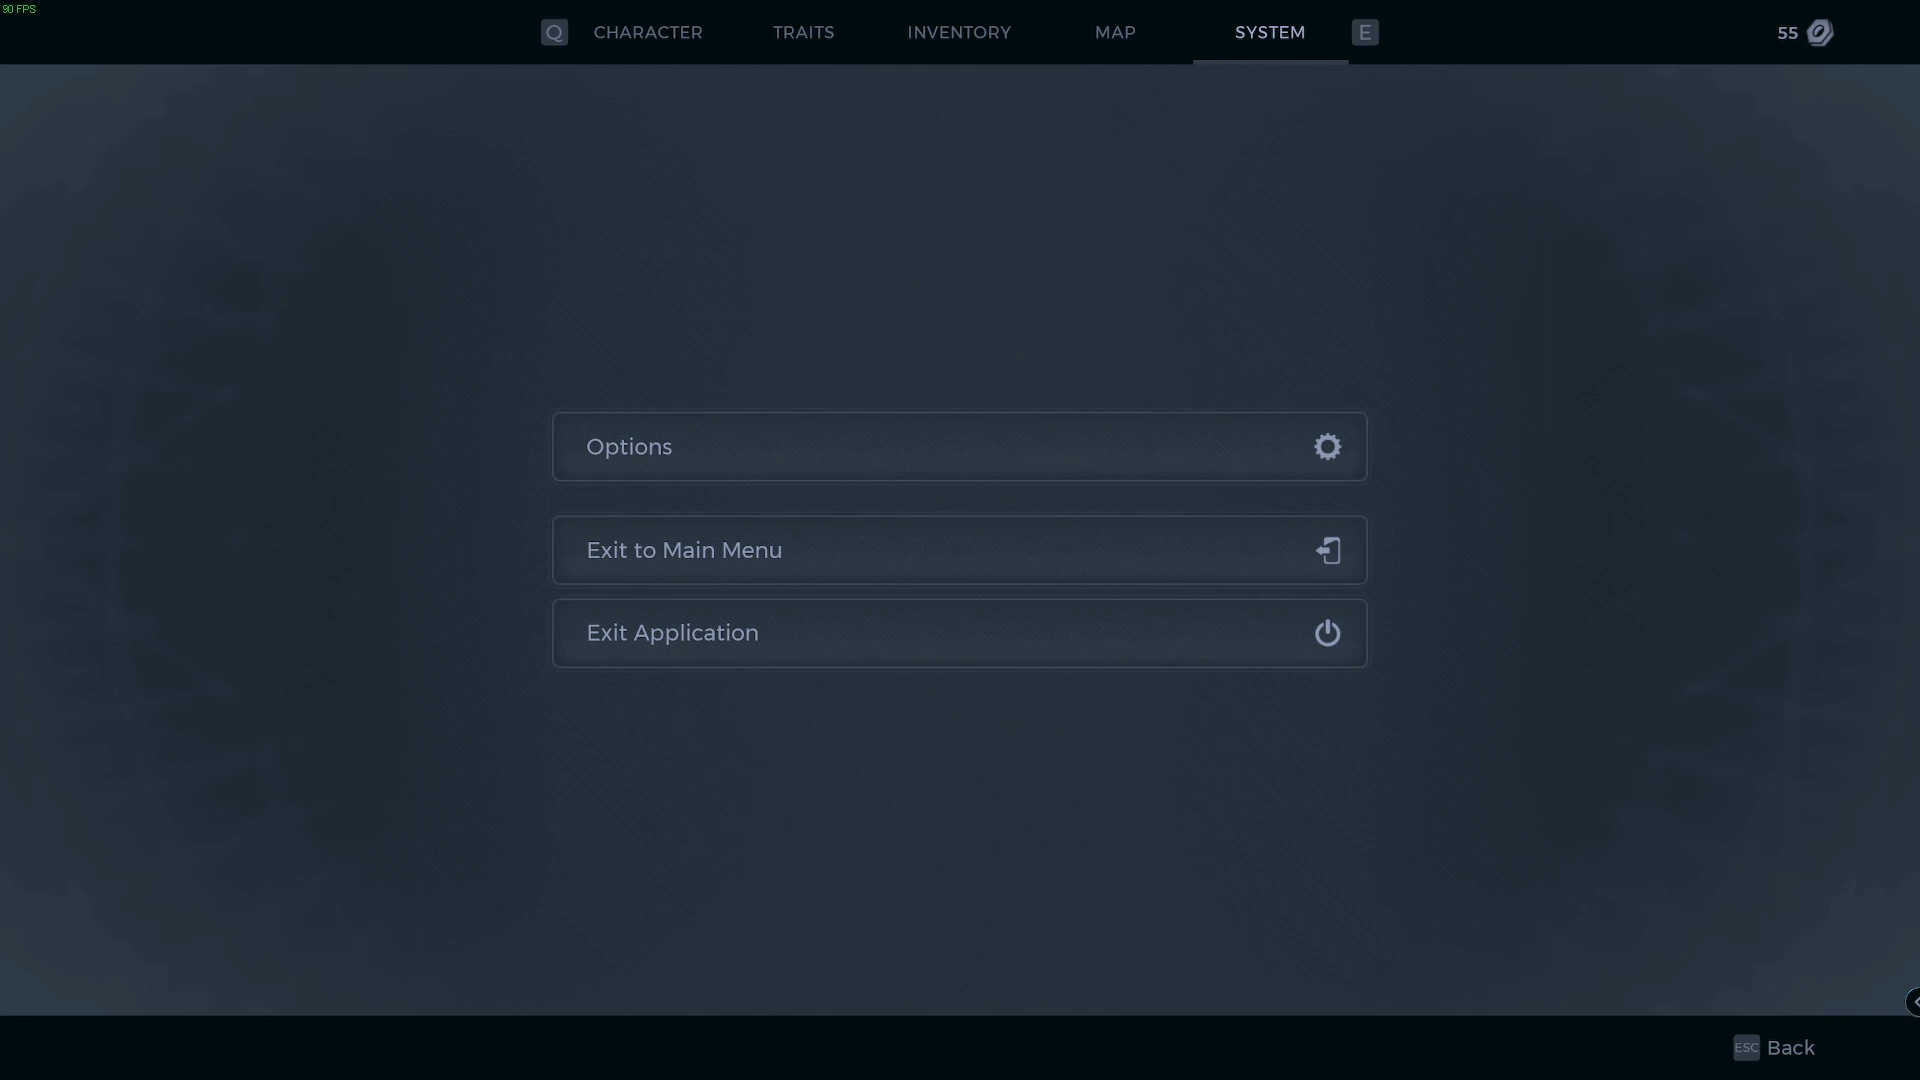 90 FPS
Q CHARACTER TRAITS INVENTORY MAP SYSTEM E 55
Options
Exit to Main Menu
Exit Application
ESC Back